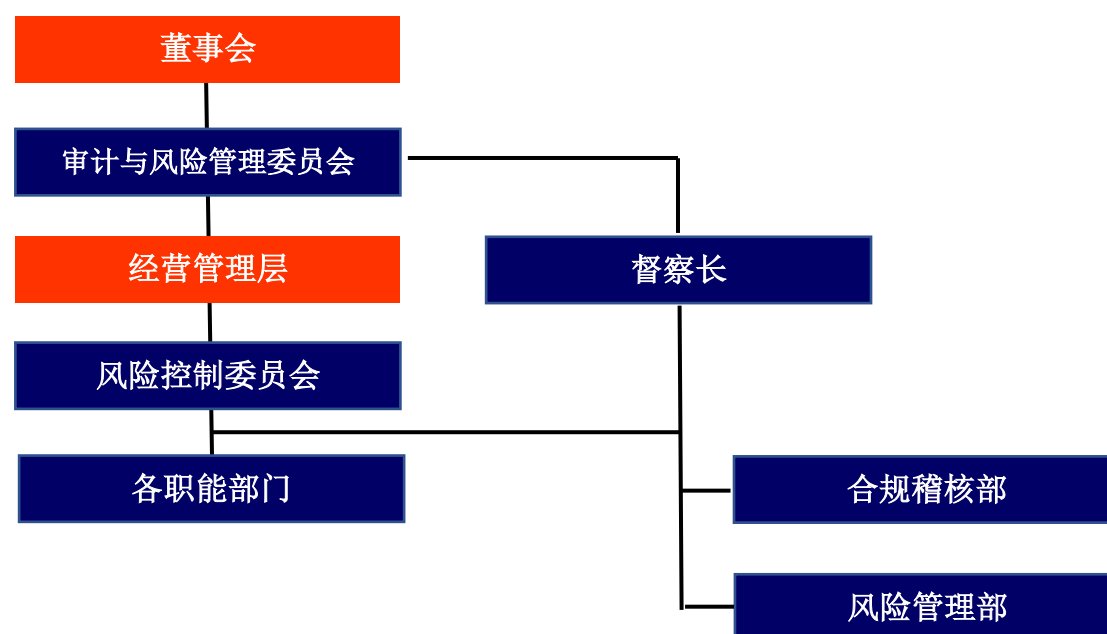 董事会
审计与风险管理委员会
经营管理层
督察长
风险控制委员会
各职能部门
合规稽核部
风险管理部